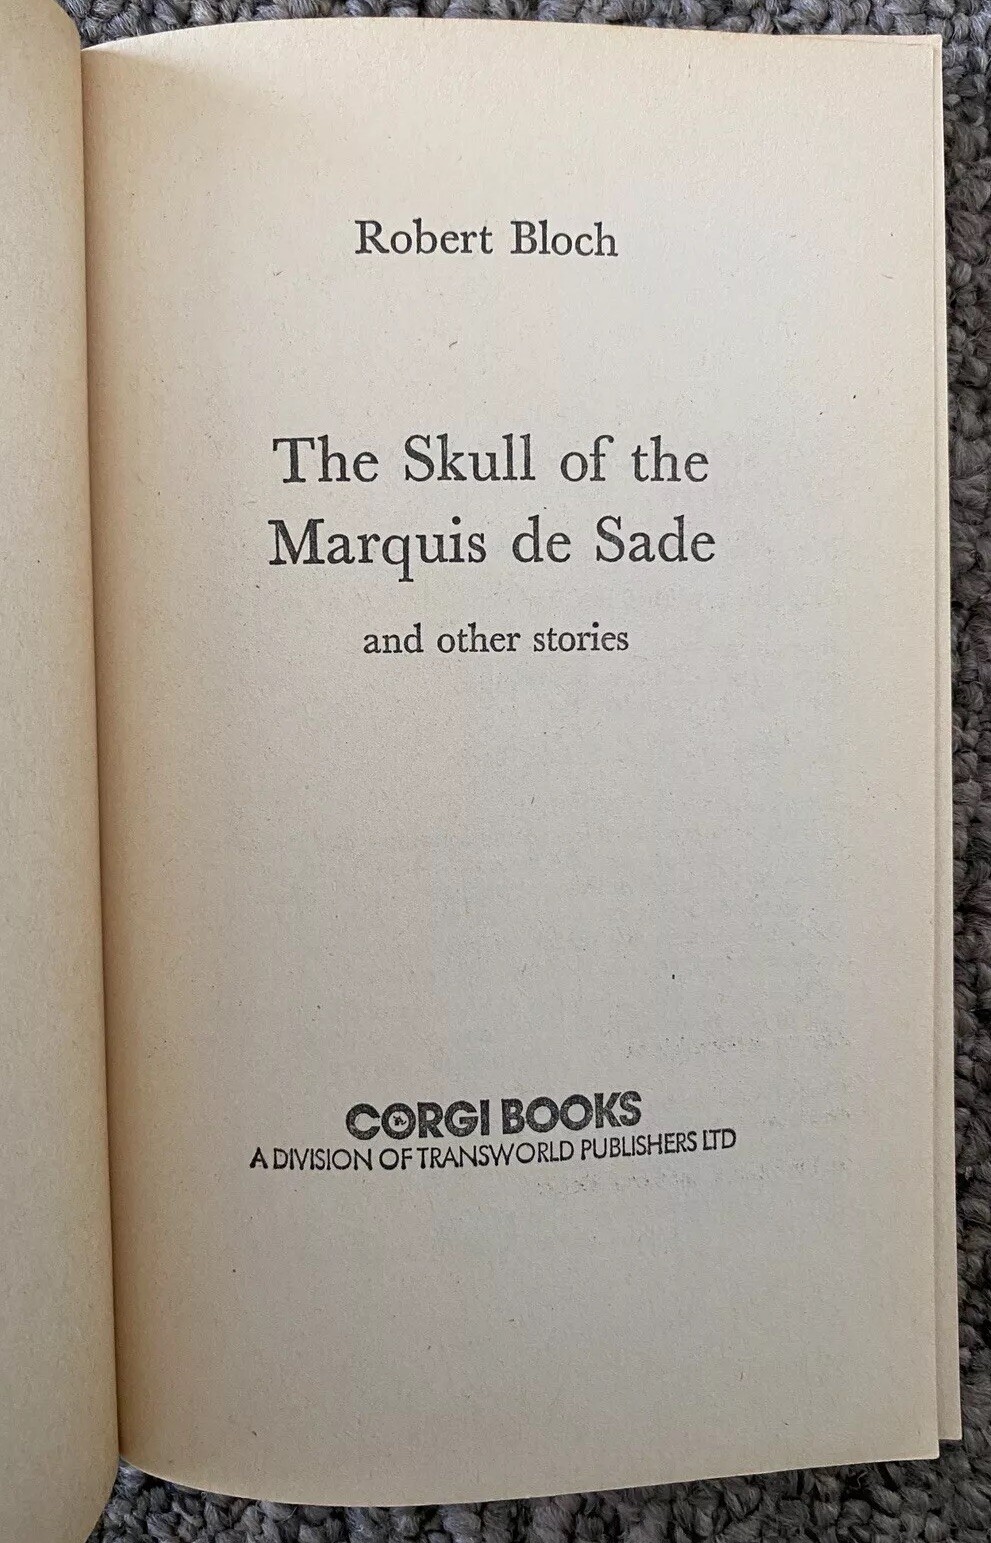 Robert Bloch
The Skull of the
Marquis de Sade
and other stories
CORGI BOOKS
A DIVISION OF TRANSWORLD PUBLISHERS LTD